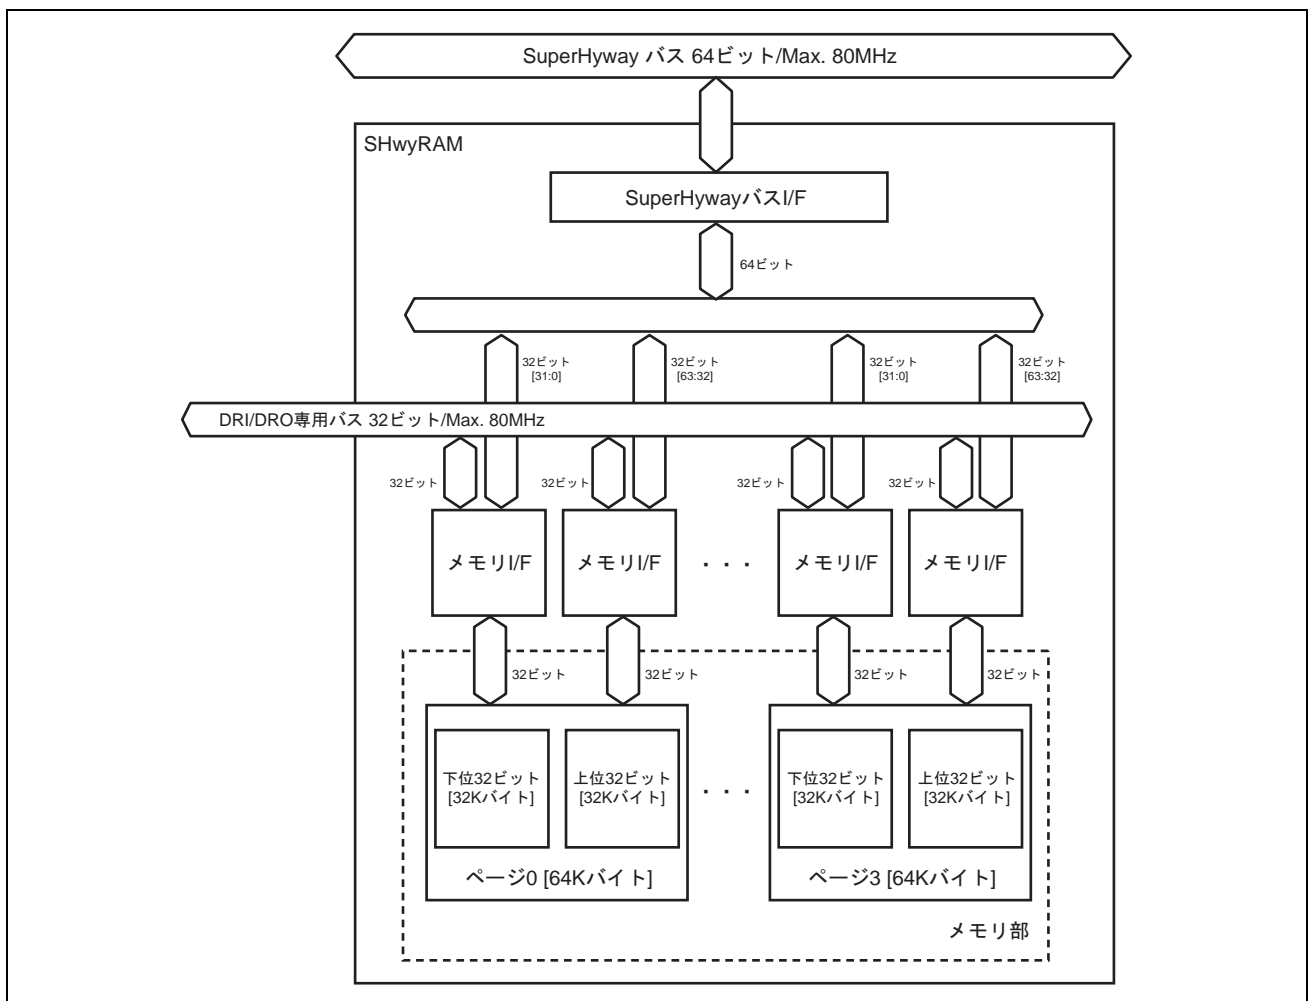 SuperHyway バス 64ビット/Max. 80MHz
SHwyRAM
SuperHywayバスI/F
64ビット
32ビット
[31:0]
32ビット
[63:32]
32ビット
[31:0]
32ビット
[63:32]
DRI/DRO専用バス 32ビット/Max. 80MHz
32ビット
32ビット
32ビット
32ビット
メモリI/F
メモリI/F
・・・
メモリI/F
メモリI/F
32ビット
32ビット
32ビット
32ビット
下位32ビット
[32Kバイト]
上位32ビット
[32Kバイト]
・・・
下位32ビット
[32Kバイト]
上位32ビット
[32Kバイト]
ページ0 [64Kバイト]
ページ3 [64Kバイト]
メモリ部